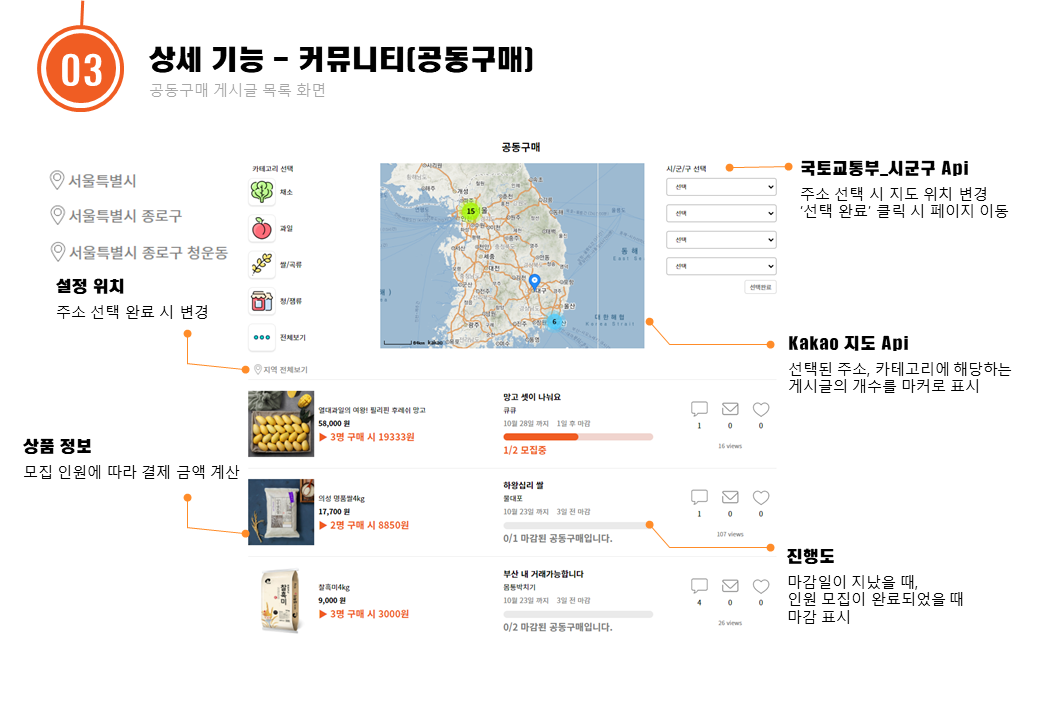 03
상세 기능 - 커뮤니티(공동구매)
공동구매 게시글 목록 화면
공동구매
서울특별시
서울특별시 종로구
서울특별시 종로구 청운동
설정 위치
주소 선택 완료 시 변경
카테고리 선택
채소
과일
쌀/곡류
청/잼류
전체보기
지역 전체보기
15
6
시/군/구 선택
선택
선택
선택
선택
선택완료
국토교통부_시군구 Api
주소 선택 시 지도 위치 변경
‘선택 완료’ 클릭 시 페이지 이동
Kakao 지도 Api
선택된 주소, 카테고리에 해당하는
게시글의 개수를 마커로 표시
상품 정보
모집 인원에 따라 결제 금액 계산
열대과일의 여왕! 필리핀 후레쉬 망고
58,000 원
▶ 3명 구매 시 19333원
망고 셋이 나눠요
큐큐
10월 28일 까지 1일 후 마감
1/2 모집중
1 0 0
16 views
의성 명품쌀4kg
17,700 원
▶ 2명 구매 시 8850원
하왕십리 쌀
물대포
10월 23일 까지 3일 전 마감
0/1 마감된 공동구매입니다.
1 0 0
107 views
찰흑미4kg
9,000 원
▶ 3명 구매 시 3000원
부산 내 거래가능합니다
몸통박치기
10월 23일 까지 3일 전 마감
0/2 마감된 공동구매입니다.
4 0 0
26 views
진행도
마감일이 지났을 때,
인원 모집이 완료되었을 때
마감 표시